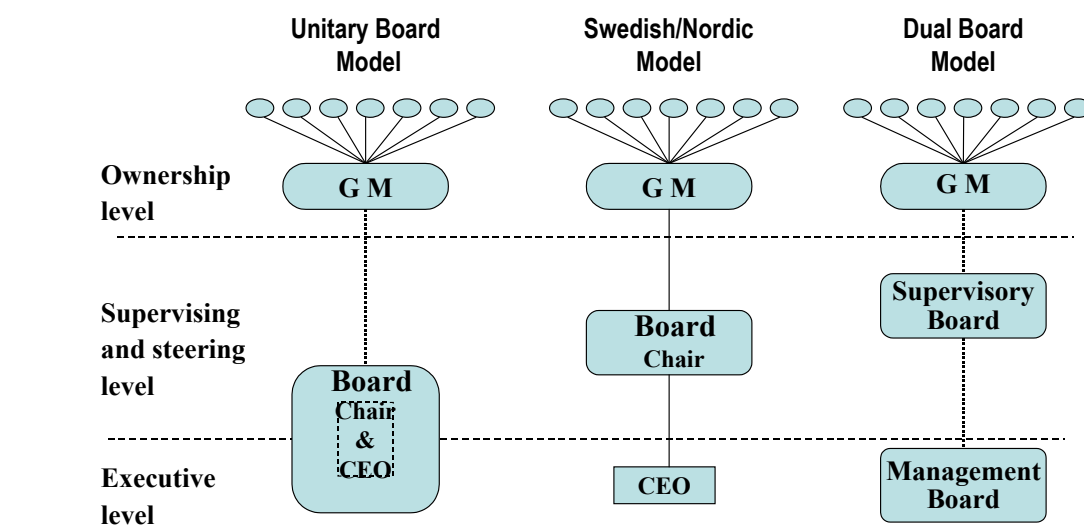 Unitary Board
Model
Swedish/Nordic
Model
Dual Board
Model
Ownership
level
G M
G M
G M
Supervising
and steering
level
Board
Chair
&
CEO
Board
Chair
Supervisory
Board
Executive
level
CEO
Management
Board